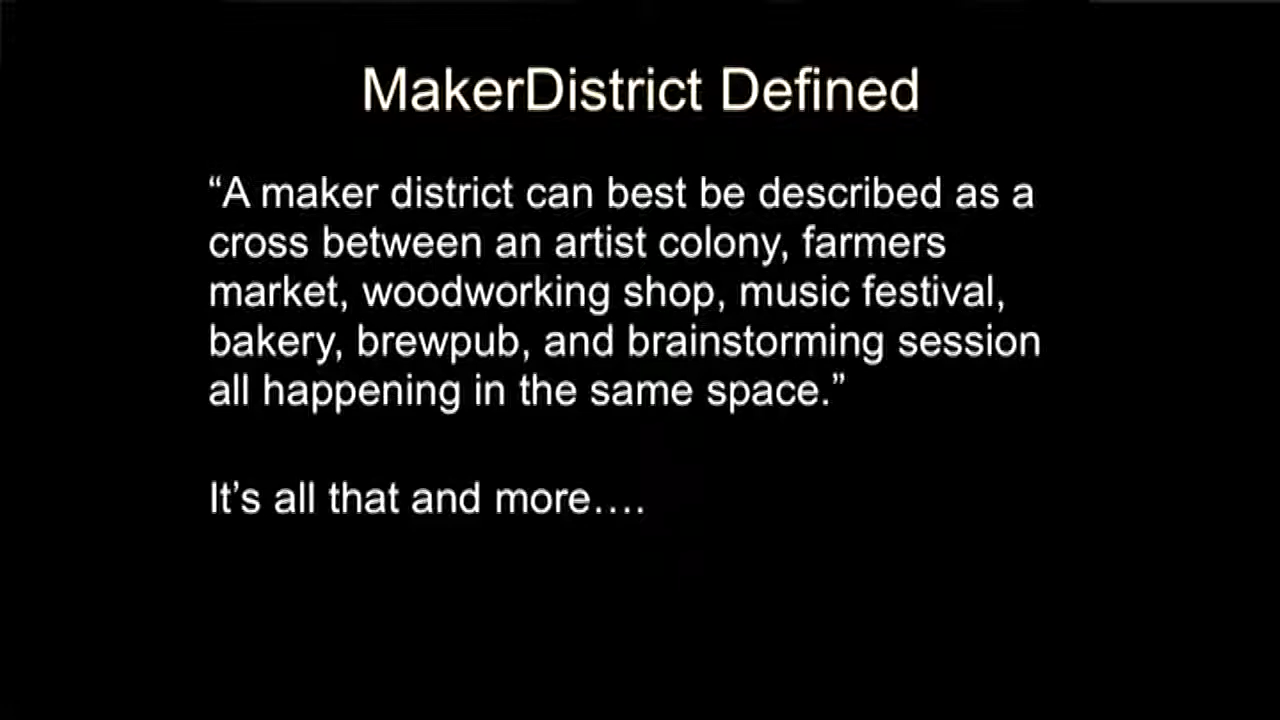 MakerDistrict Defined
“A maker district can best be described as a
cross between an artist colony, farmers
market, woodworking shop, music festival,
bakery, brewpub, and brainstorming session
all happening in the same space.”
It’s all that and more….